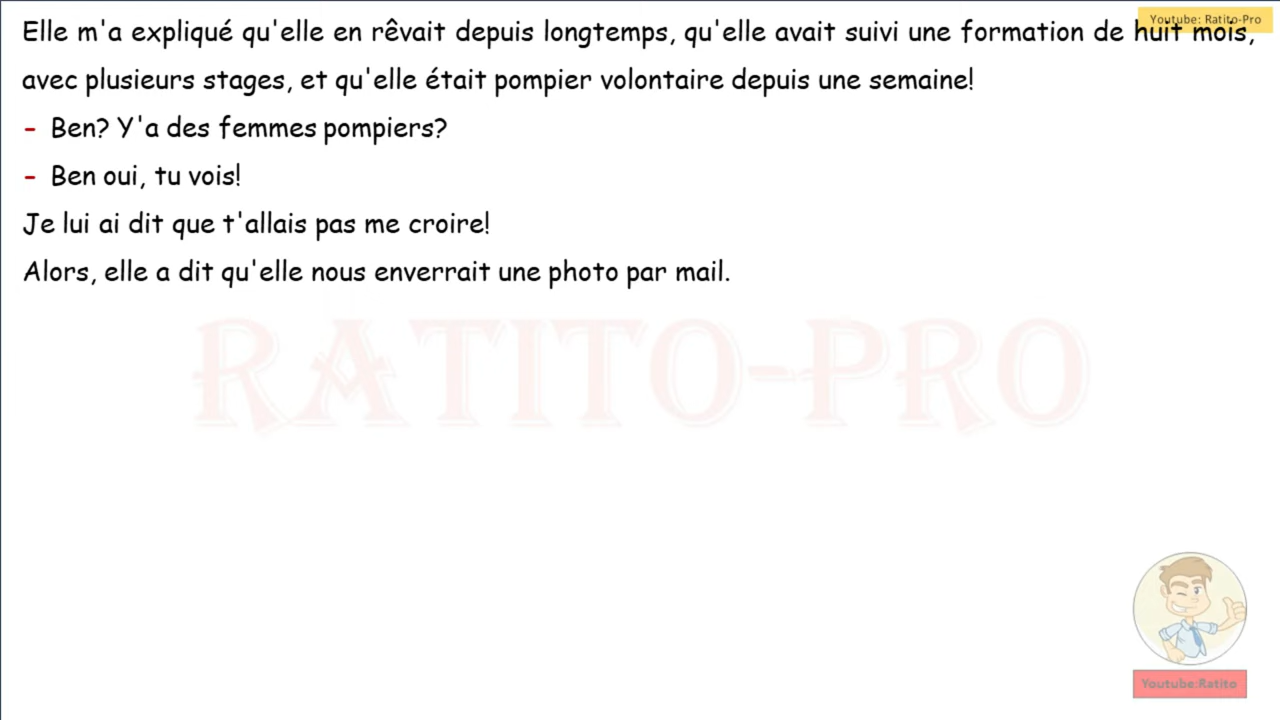 Youtube: Ratito-Pro
Elle m'a expliqué qu'elle en rêvait depuis longtemps, qu'elle avait suivi une formation de huit mois,
avec plusieurs stages, et qu'elle était pompier volontaire depuis une semaine!
- Ben? Y'a des femmes pompiers?
- Ben oui, tu vois!
Je lui ai dit que t'allais pas me croire!
Alors, elle a dit qu'elle nous enverrait une photo par mail.
RATITO-PRO
Youtube:Ratito